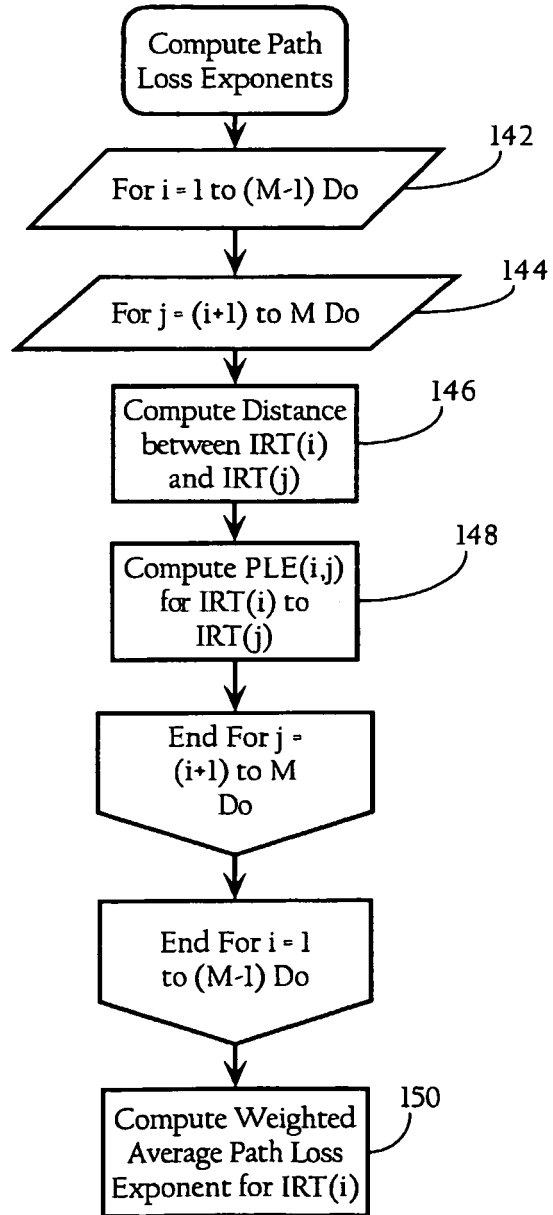 Compute Path
Loss Exponents
142
For i = 1 to (M-1) Do
144
For j = (i+1) to M Do
146
Compute Distance
between IRT(i)
and IRT(j)
148
Compute PLE(i,j)
for IRT(i) to
IRT(j)
End For j =
(i+1) to M
Do
End For i = 1
to (M-1) Do
150
Compute Weighted
Average Path Loss
Exponent for IRT(i)